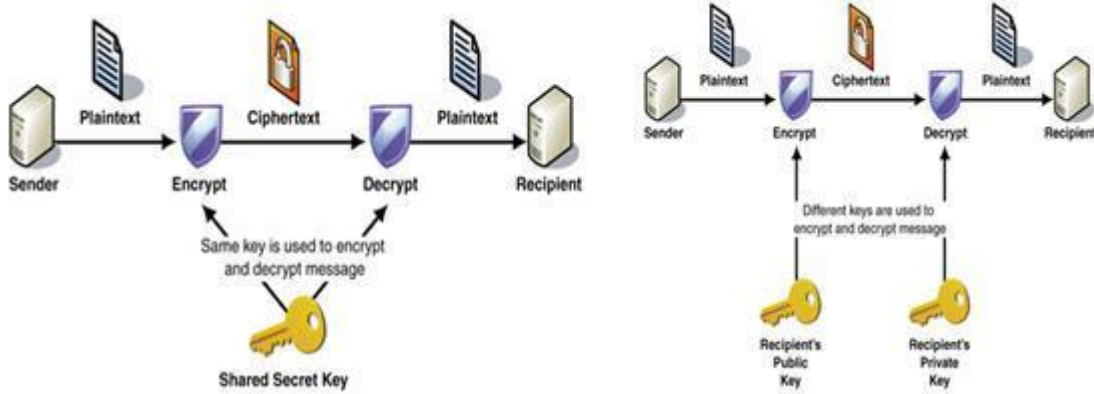 Plaintext
Ciphertext
Plaintext
Sender
Encrypt
Decrypt
Recipient
Same key is used to encrypt
and decrypt message
Shared Secret Key
Plaintext
Ciphertext
Plaintext
Sender
Encrypt
Decrypt
Recipient
Different keys are used to
encrypt and decrypt message
Recipient's
Public
Key
Recipient's
Private
Key